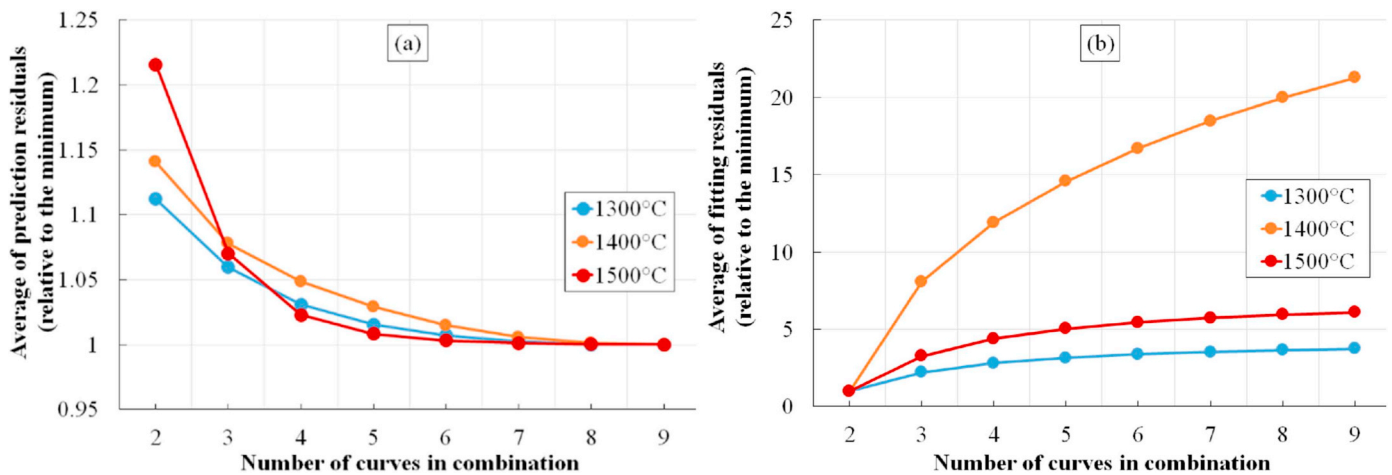 (a)
Average of prediction residuals
(relative to the minimum)
1.25
1.2
1.15
1.1
1.05
1
0.95
1300°C
1400°C
1500°C
2 3 4 5 6 7 8 9
Number of curves in combination
(b)
Average of fitting residuals
(relative to the minimum)
25
20
15
10
5
0
1300°C
1400°C
1500°C
2 3 4 5 6 7 8 9
Number of curves in combination